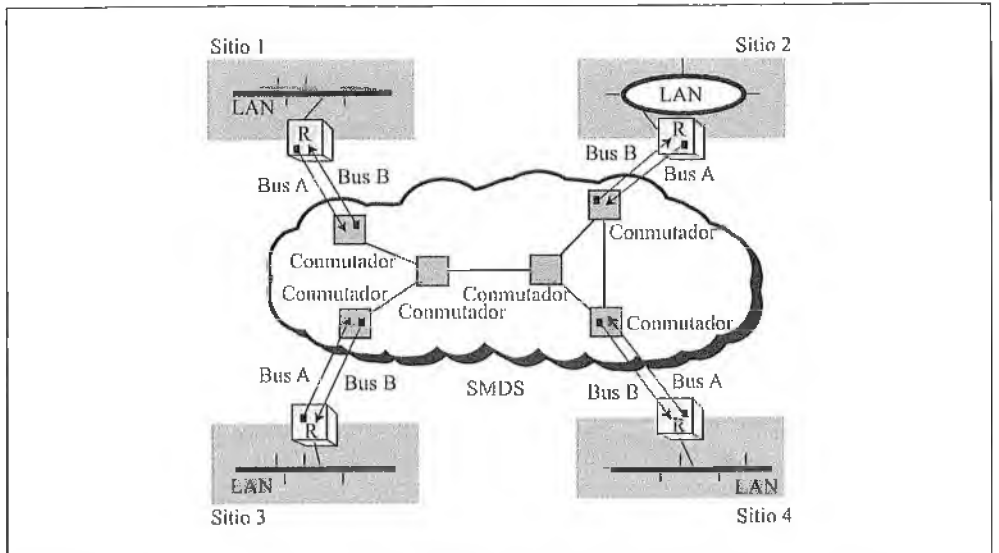 Sitio 1
Sitio 2
LAN
LAN
R
R
Bus B
Bus A
Bus B
Bus A
Conmutador
Conmutador
Conmutador
Conmutador
Conmutador
Conmutador
Bus A
Bus B
SMDS
Bus B
Bus A
R
R
LAN
LAN
Sitio 3
Sitio 4